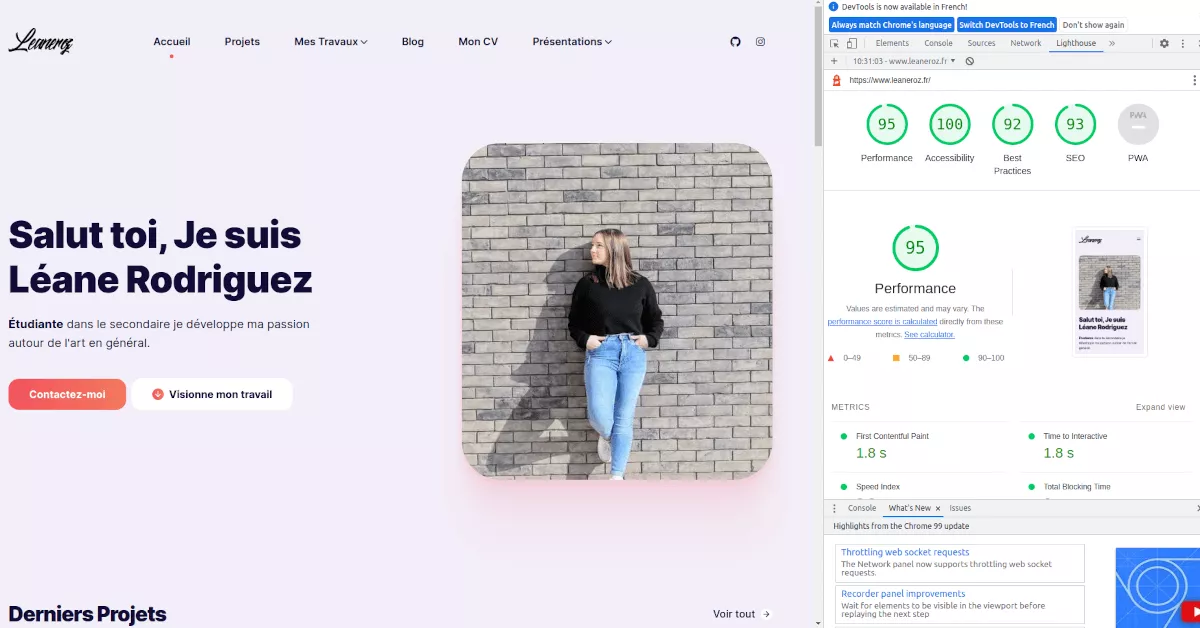 Leaneroz
Accueil
Projets
Mes Travaux
Blog
Mon CV
Présentations
Salut toi, Je suis
Léane Rodriguez
Étudiante dans le secondaire je développe ma passion
autour de l'art en général.
Contactez-moi
Visionne mon travail
Derniers Projets
Voir tout
DevTools is now available in French!
Always match Chrome's language
Switch DevTools to French
Don't show again
Elements
Console
Sources
Network
Lighthouse
10:31:03 - www.leaneroz.fr
https://www.leaneroz.fr/
95
Performance
100
Accessibility
92
Best
Practices
93
SEO
PWA
PWA
95
Performance
Values are estimated and may vary. The
performance score is calculated directly from these
metrics. See calculator.
0–49
50–89
90–100
Leaneroz
Salut toi, Je suis
Léane Rodriguez
METRICS
Expand view
First Contentful Paint
1.8 s
Time to Interactive
1.8 s
Speed Index
Total Blocking Time
Console
What's New
Issues
Highlights from the Chrome 99 update
Throttling web socket requests
The Network panel now supports throttling web socket
requests.
Recorder panel improvements
Wait for elements to be visible in the viewport before
replaying the next step